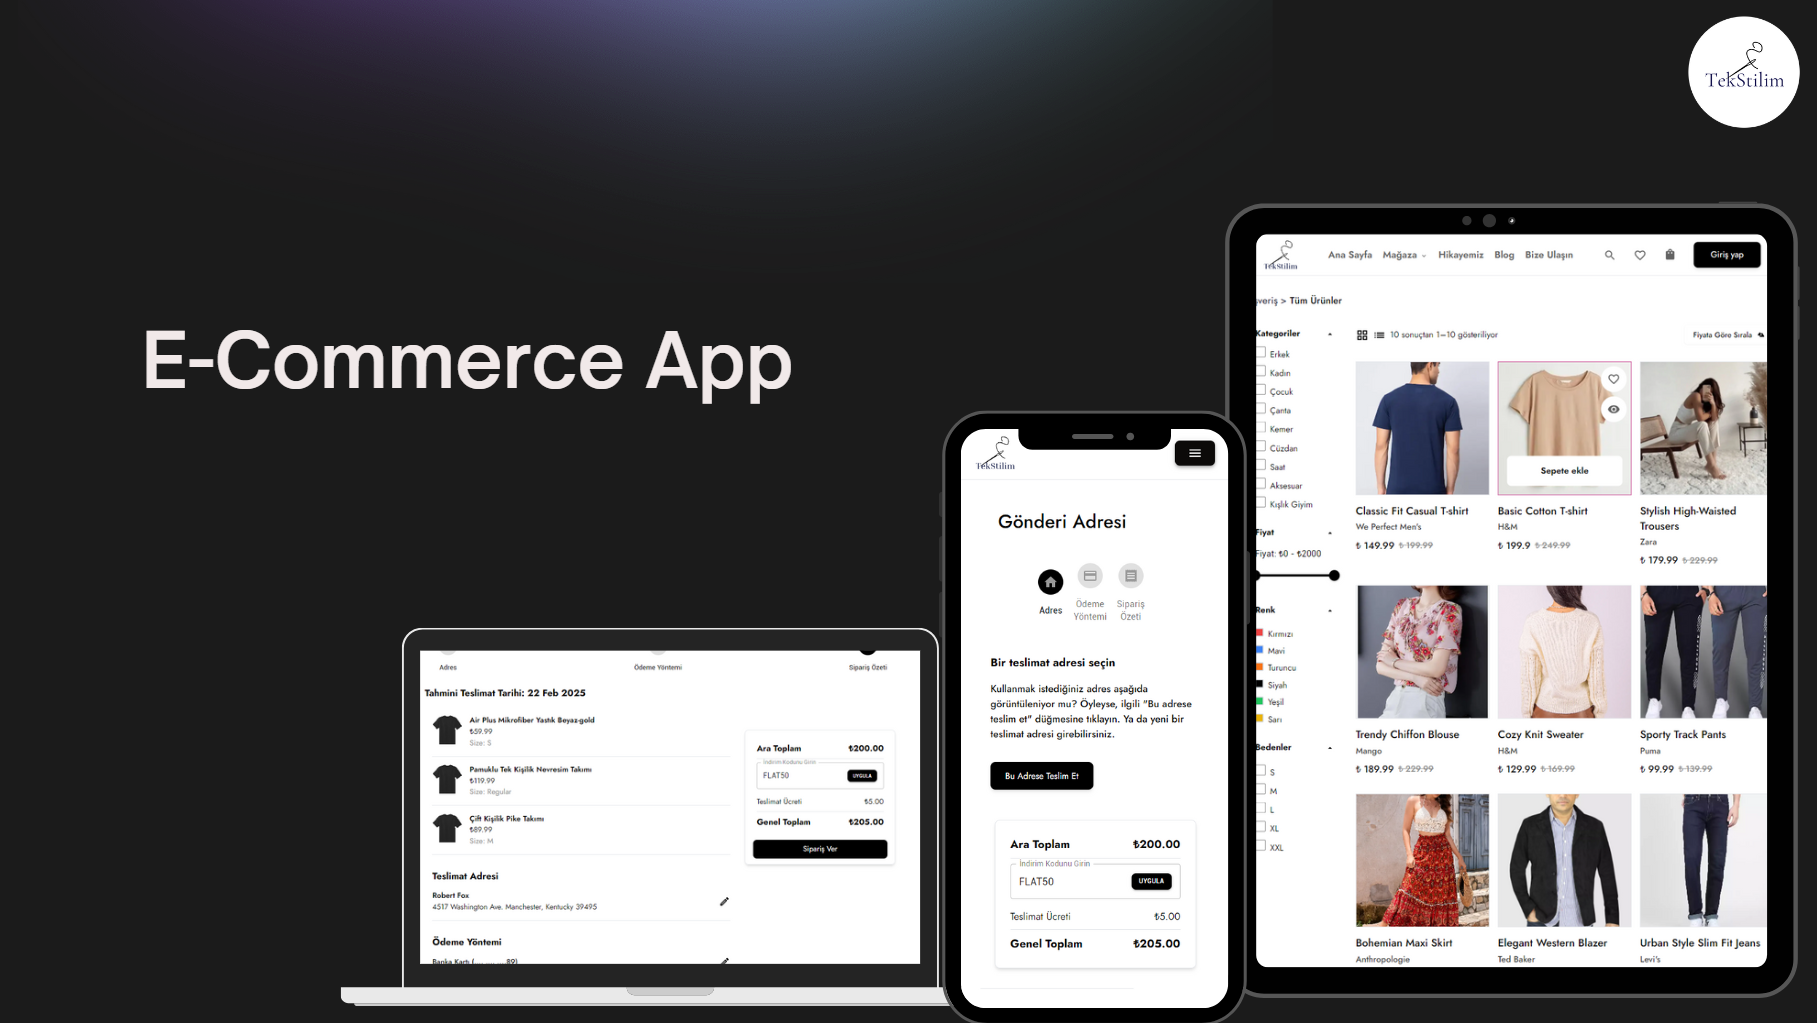 TekStilim
E-Commerce App
Adres
Ödeme Yöntemi
Sipariş Özeti
Tahmini Teslimat Tarihi: 22 Feb 2025
Air Plus Mikrofiber Yastık Beyaz-gold
₺59.99
Size: S
Pamuklu Tek Kişilik Nevresim Takımı
₺119.99
Size: Regular
Çift Kişilik Pike Takımı
₺89.99
Size: M
Teslimat Adresi
Robert Fox
4517 Washington Ave. Manchester, Kentucky 39495
Ödeme Yöntemi
Banka Kartı (.... .... ....89)
Ara Toplam ₺200.00
İndirim Kodunu Girin
FLAT50 UYGULA
Teslimat Ücreti ₺5.00
Genel Toplam ₺205.00
Sipariş Ver
TekStilim
Gönderi Adresi
Adres
Ödeme
Yöntemi
Sipariş
Özeti
Bir teslimat adresi seçin
Kullanmak istediğiniz adres aşağıda
görüntüleniyor mu? Öyleyse, ilgili "Bu adrese
teslim et" düğmesine tıklayın. Ya da yeni bir
teslimat adresi girebilirsiniz.
Bu Adrese Teslim Et
Ara Toplam ₺200.00
İndirim Kodunu Girin
FLAT50 UYGULA
Teslimat Ücreti ₺5.00
Genel Toplam ₺205.00
TekStilim
Ana Sayfa Mağaza Hikayemiz Blog Bize Ulaşın Giriş yap
şveriş > Tüm Ürünler
Kategoriler
Erkek
Kadın
Çocuk
Çanta
Kemer
Cüzdan
Saat
Aksesuar
Kışlık Giyim
Fiyat
Fiyat: ₺0 - ₺2000
Renk
Kırmızı
Mavi
Turuncu
Siyah
Yeşil
Sarı
Bedenler
S
M
L
XL
XXL
10 sonuçtan 1–10 gösteriliyor
Fiyata Göre Sırala
Sepete ekle
Classic Fit Casual T-shirt
We Perfect Men's
₺ 149.99 ₺ 199.99
Basic Cotton T-shirt
H&M
₺ 199.9 ₺ 249.99
Stylish High-Waisted
Trousers
Zara
₺ 179.99 ₺ 229.99
Trendy Chiffon Blouse
Mango
₺ 189.99 ₺ 229.99
Cozy Knit Sweater
H&M
₺ 129.99 ₺ 169.99
Sporty Track Pants
Puma
₺ 99.99 ₺ 139.99
Bohemian Maxi Skirt
Anthropologie
Elegant Western Blazer
Ted Baker
Urban Style Slim Fit Jeans
Levi's